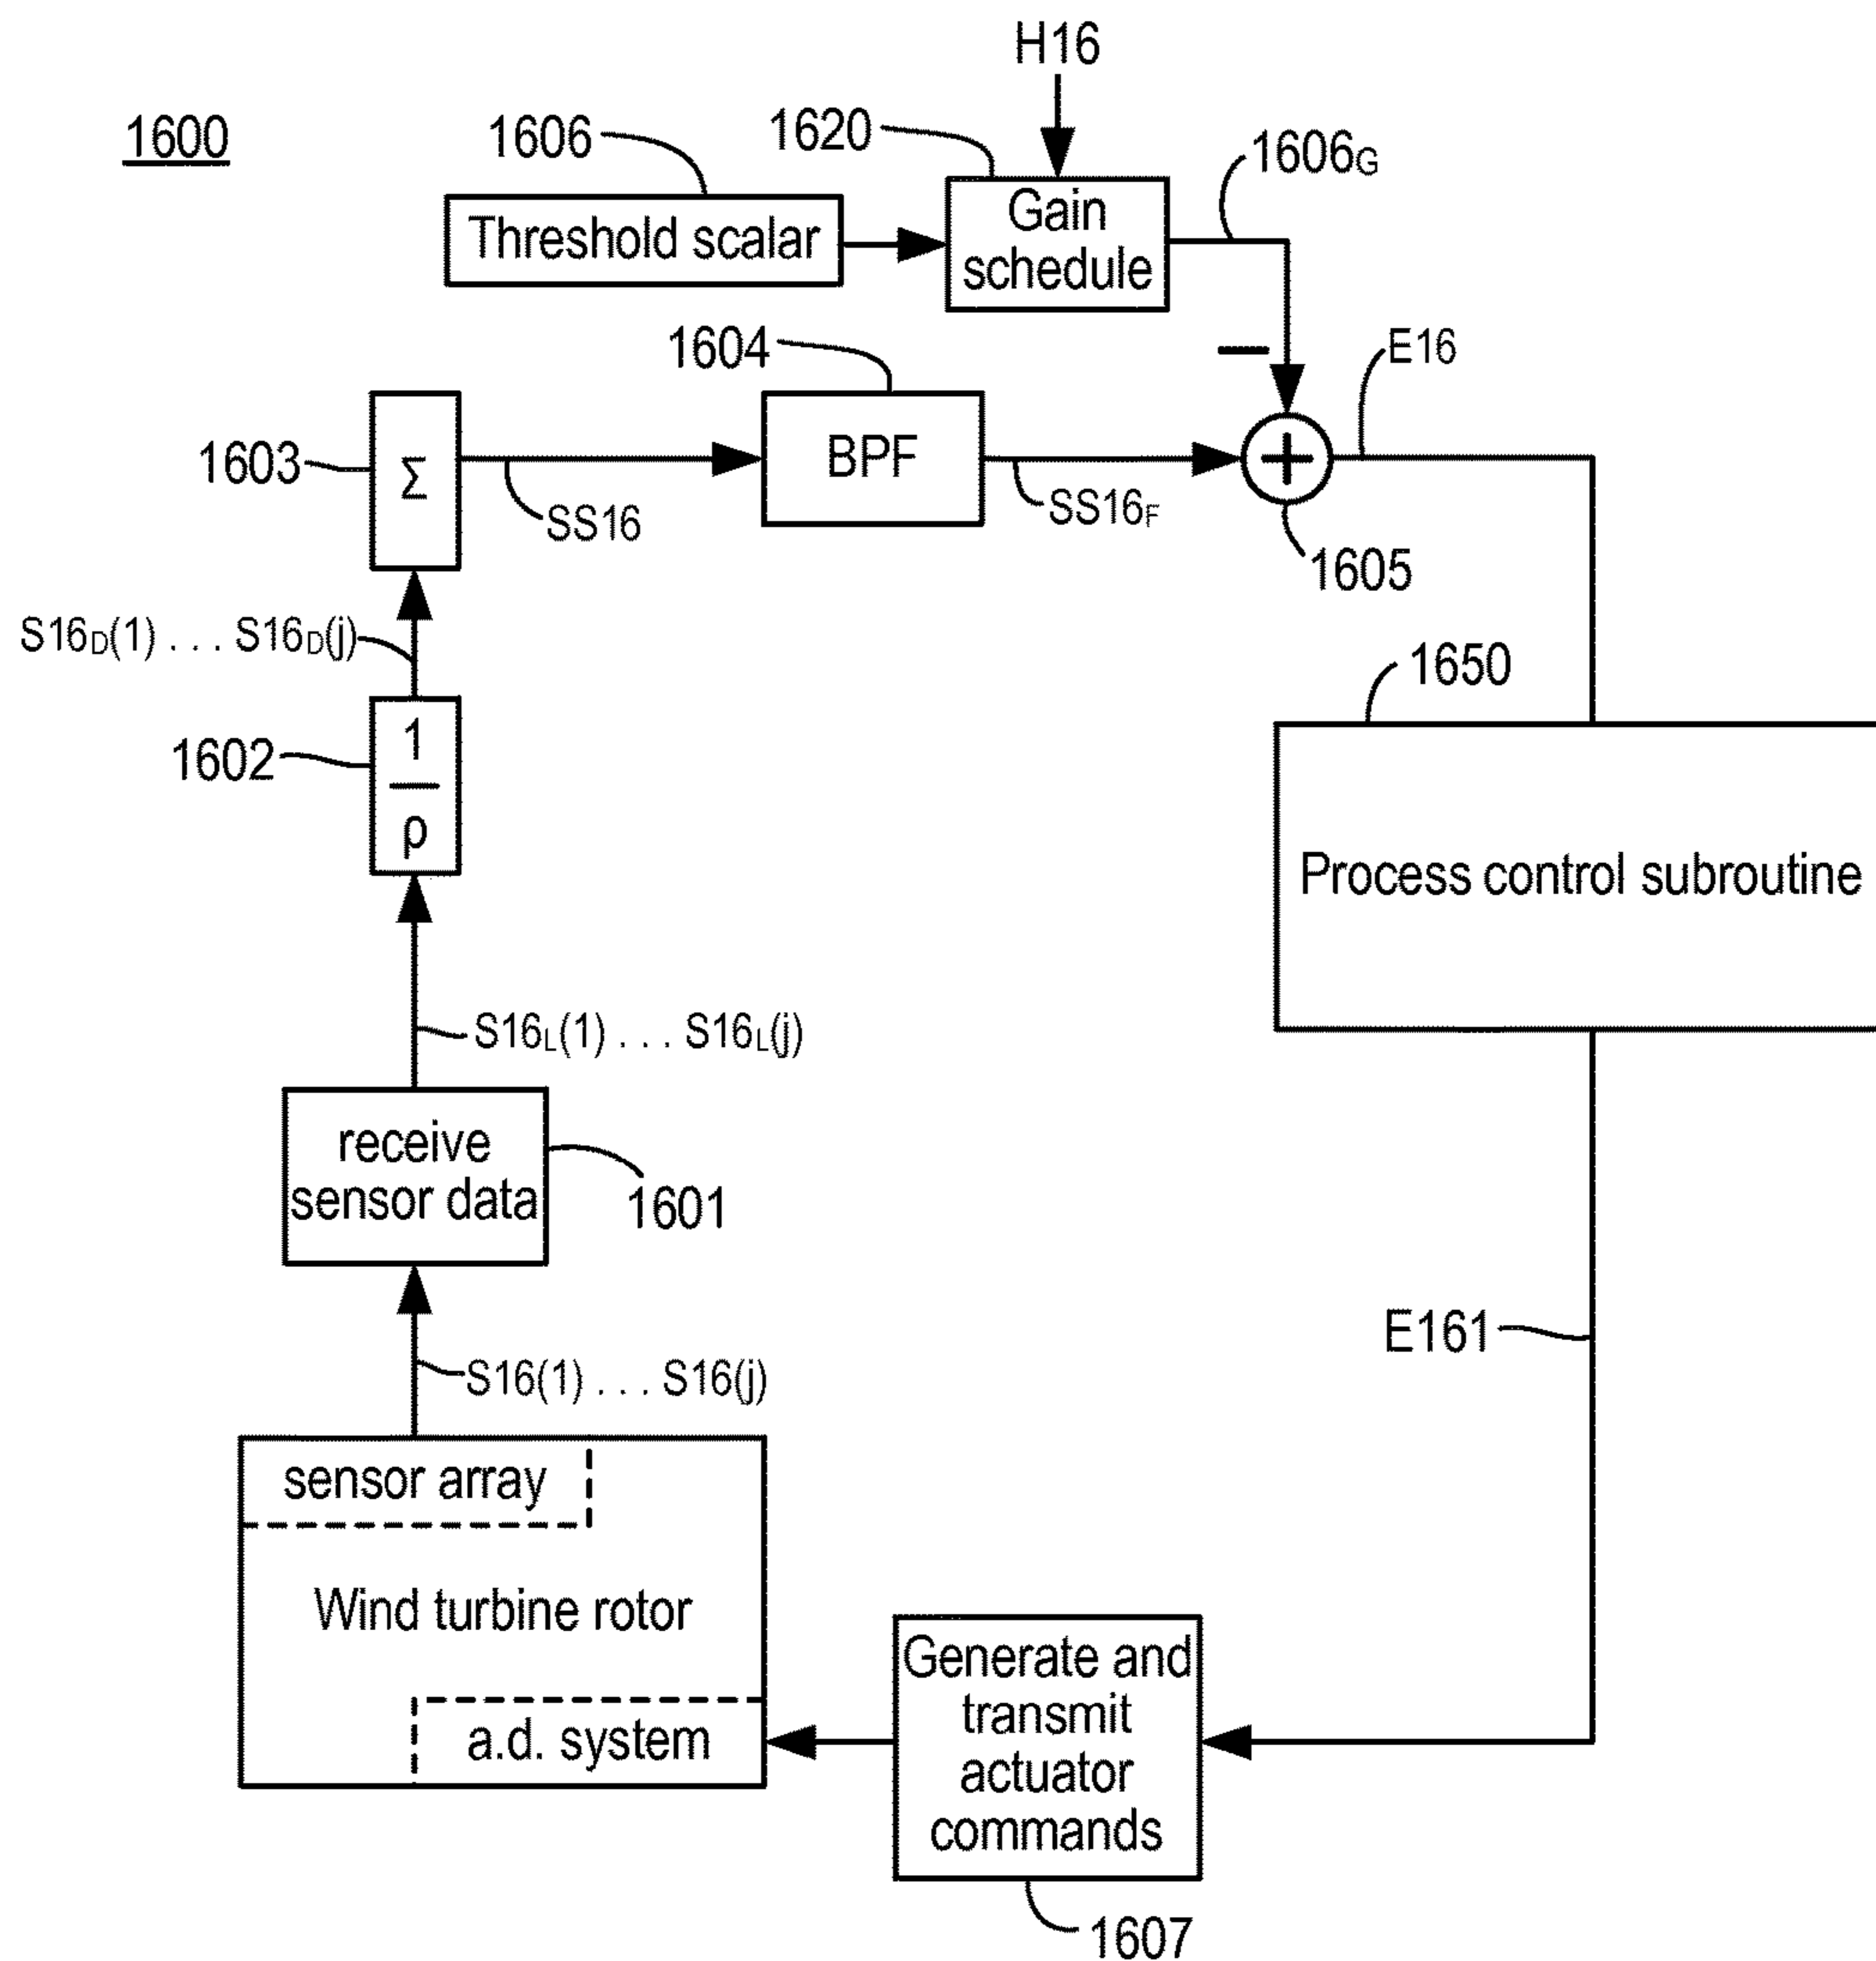 H16
1600
1606
1620
1606G
Threshold scalar
Gain
schedule
1604
−
E16
1603
Σ
BPF
+
SS16
SS16F
1605
S16D(1) . . . S16D(j)
1650
1602
1
ρ
Process control subroutine
S16L(1) . . . S16L(j)
receive
sensor data
1601
E161
S16(1) . . . S16(j)
sensor array
Wind turbine rotor
a.d. system
Generate and
transmit
actuator
commands
1607